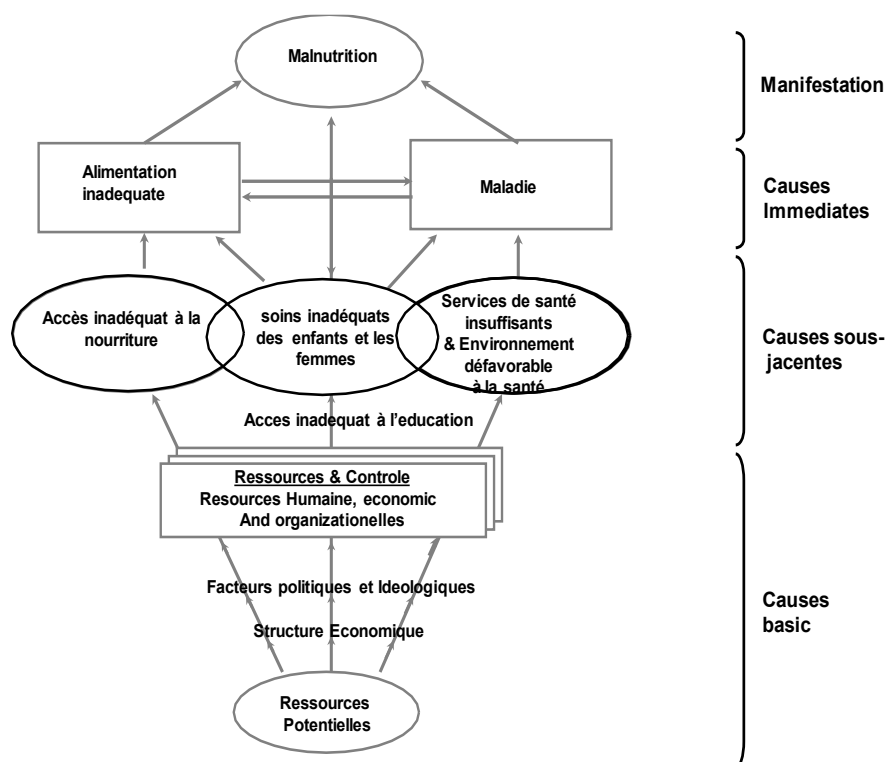 Malnutrition
Manifestation
Alimentation
inadequate
Maladie
Causes
Immediates
Accès inadéquat à la
nourriture
soins inadéquats
des enfants et les
femmes
Services de santé
insuffisants
& Environnement
défavorable
à la santé
Causes sous-
jacentes
Acces inadequat à l'education
Ressources & Controle
Resources Humaine, economic
And organizationelles
Facteurs politiques et Ideologiques
Structure Economique
Causes
basic
Ressources
Potentielles